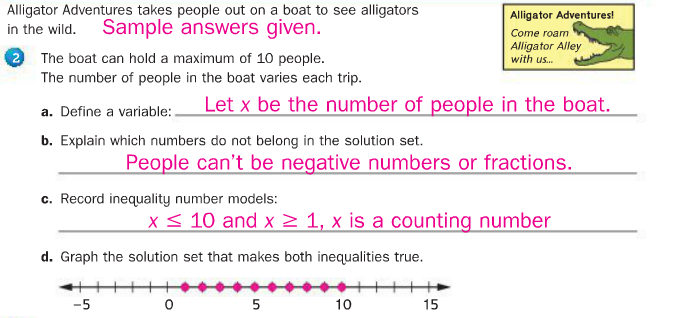 Alligator Adventures takes people out on a boat to see alligators
in the wild. Sample answers given.
Alligator Adventures!
Come roam
Alligator Alley
with us...
2 The boat can hold a maximum of 10 people.
The number of people in the boat varies each trip.
a. Define a variable: Let x be the number of people in the boat.
b. Explain which numbers do not belong in the solution set.
People can't be negative numbers or fractions.
c. Record inequality number models:
x ≤ 10 and x ≥ 1, x is a counting number
d. Graph the solution set that makes both inequalities true.
−5 0 5 10 15